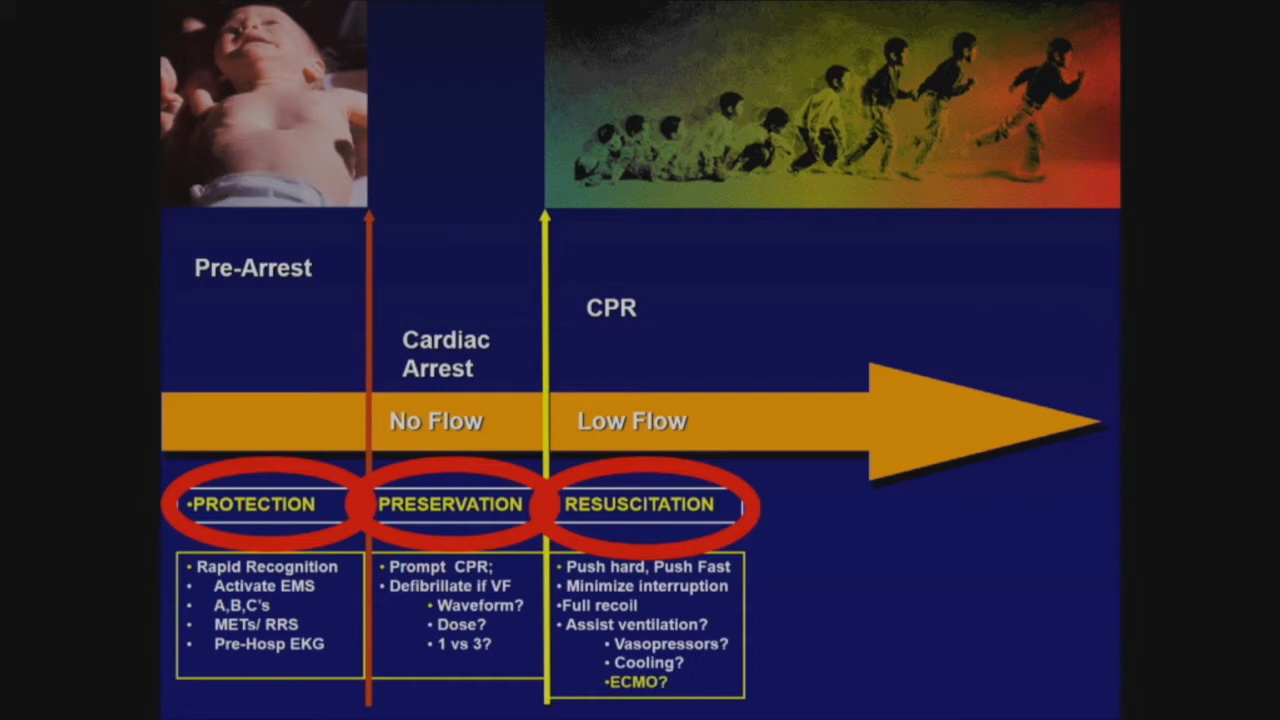 Pre-Arrest
Cardiac
Arrest
CPR
No Flow
Low Flow
•PROTECTION
PRESERVATION
RESUSCITATION
• Rapid Recognition
• Activate EMS
• A,B,C's
• METs/ RRS
• Pre-Hosp EKG
• Prompt CPR;
• Defibrillate if VF
• Waveform?
• Dose?
• 1 vs 3?
• Push hard, Push Fast
• Minimize interruption
•Full recoil
• Assist ventilation?
• Vasopressors?
• Cooling?
•ECMO?